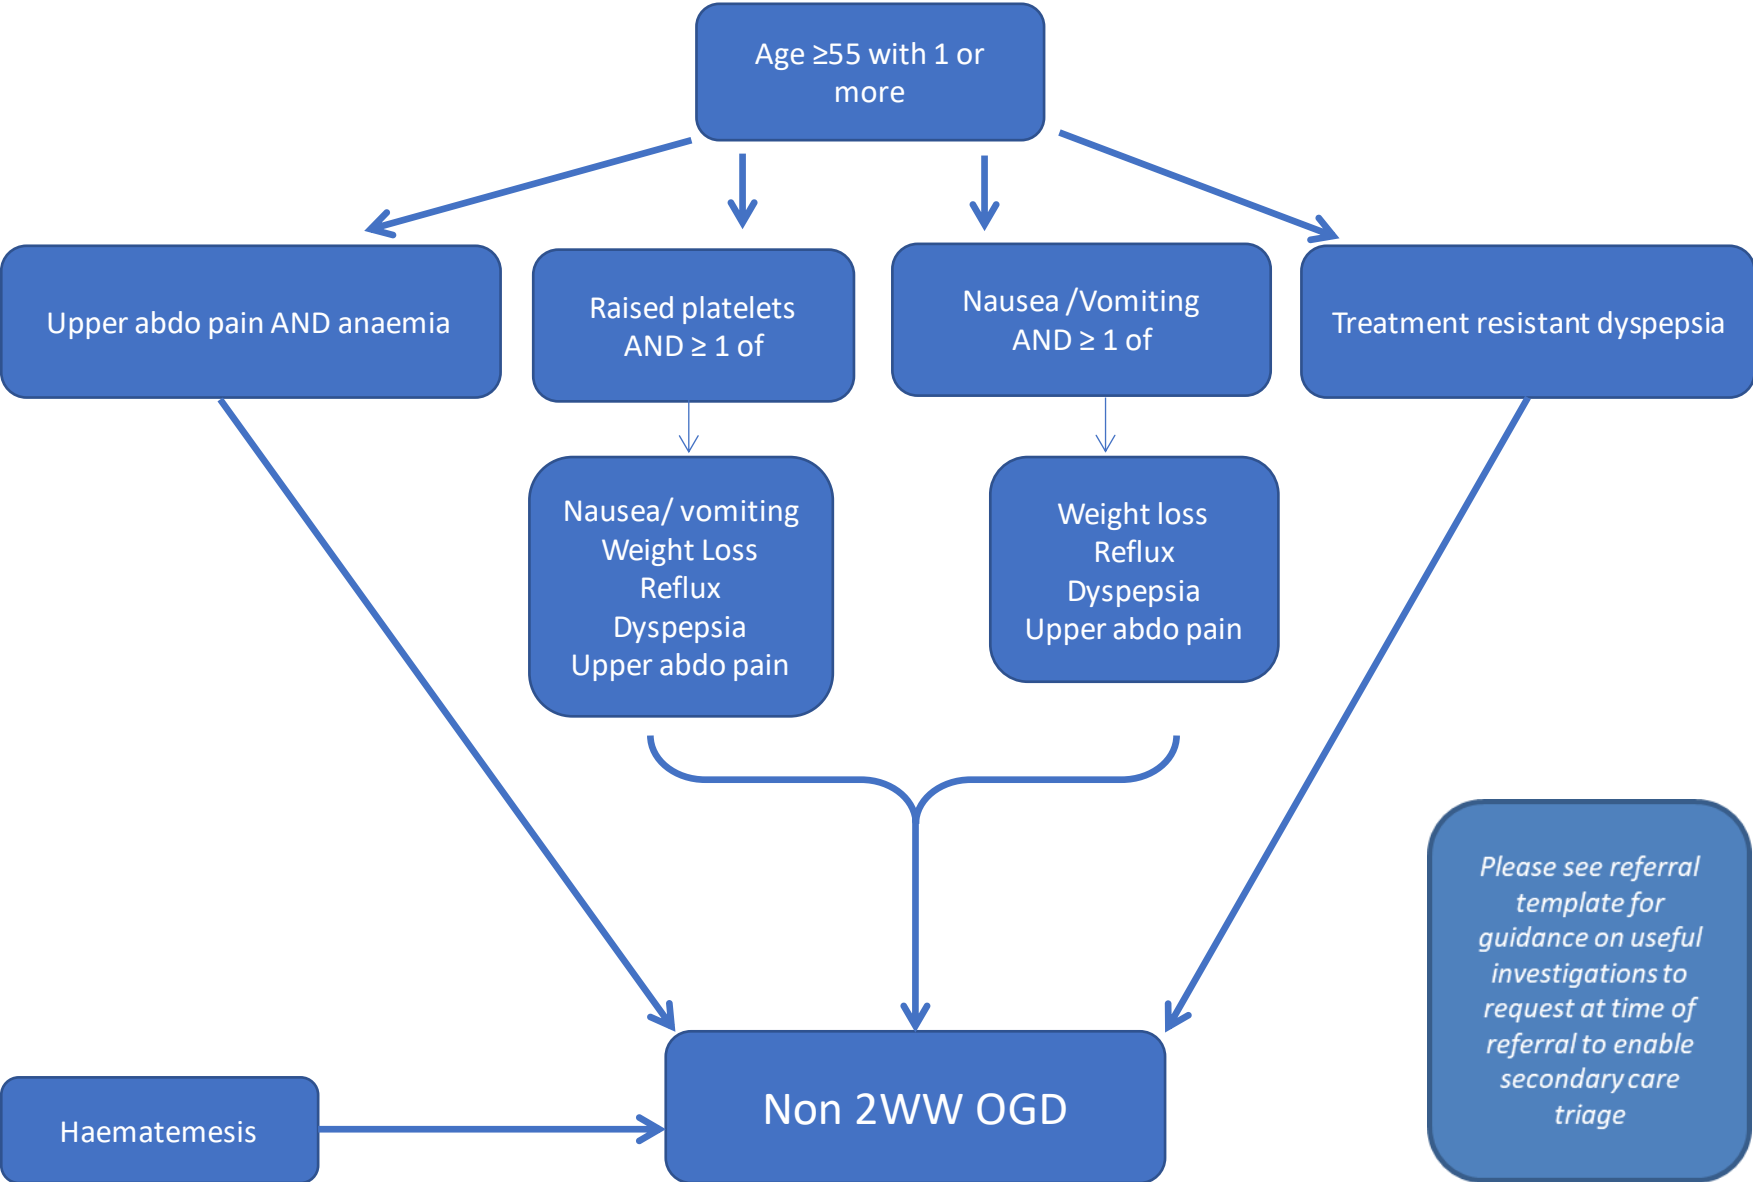 Age ≥55 with 1 or
more
Upper abdo pain AND anaemia
Raised platelets
AND ≥ 1 of
Nausea /Vomiting
AND ≥ 1 of
Treatment resistant dyspepsia
Nausea/ vomiting
Weight Loss
Reflux
Dyspepsia
Upper abdo pain
Weight loss
Reflux
Dyspepsia
Upper abdo pain
Please see referral
template for
guidance on useful
investigations to
request at time of
referral to enable
secondary care
triage
Haematemesis
Non 2WW OGD